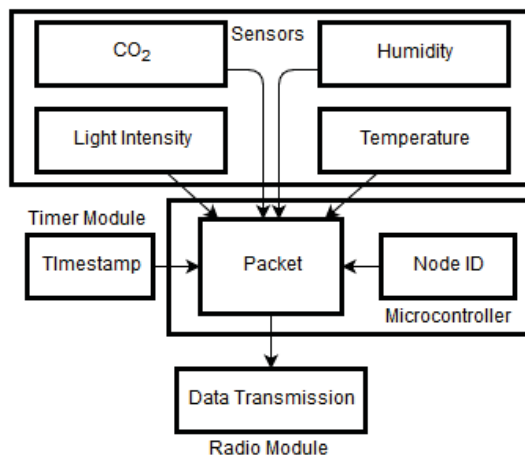 Sensors
CO₂
Humidity
Light Intensity
Temperature
Timer Module
TImestamp
Packet
Node ID
Microcontroller
Data Transmission
Radio Module